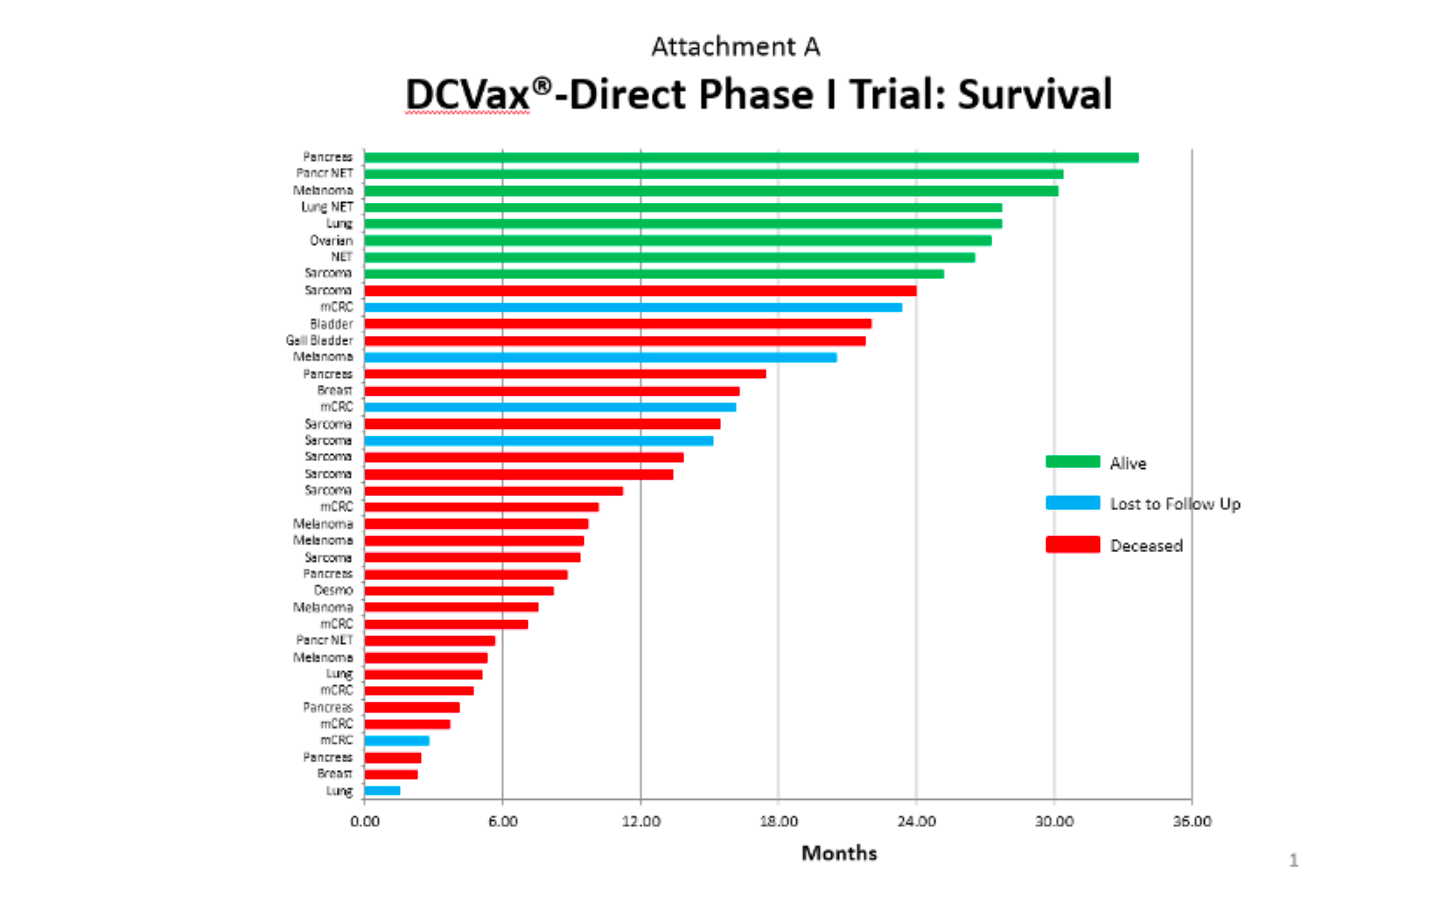 Attachment A
DCVax®-Direct Phase I Trial: Survival
Pancreas
Pancr NET
Melanoma
Lung NET
Lung
Ovarian
NET
Sarcoma
Sarcoma
mCRC
Bladder
Gall Bladder
Melanoma
Pancreas
Breast
mCRC
Sarcoma
Sarcoma
Sarcoma
Sarcoma
Sarcoma
mCRC
Melanoma
Melanoma
Sarcoma
Pancreas
Desmo
Melanoma
mCRC
Pancr NET
Melanoma
Lung
mCRC
Pancreas
mCRC
mCRC
Pancreas
Breast
Lung
Alive
Lost to Follow Up
Deceased
0.00 6.00 12.00 18.00 24.00 30.00 36.00
Months
1